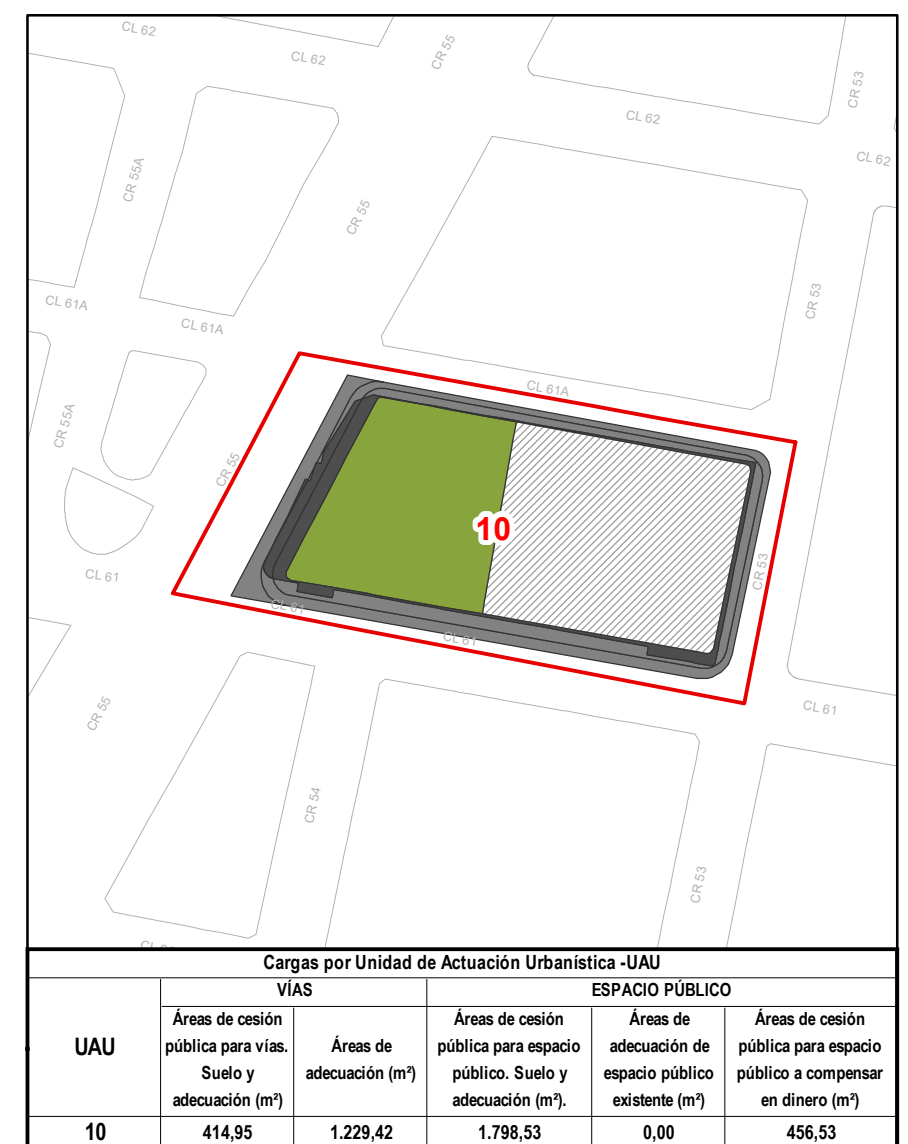 CL 62
CL 62
CR 55
CR 53
CL 62
CL 62
CR 55A
CR 55
CL 61A
CR 53
CL 61A
CL 61A
CR 55A
CR 55
10
CL 61
CR 53
CL 61
CL 61
CL 61
CR 55
CR 54
CR 53
Cargas por Unidad de Actuación Urbanística -UAU
VÍAS
ESPACIO PÚBLICO
UAU
Áreas de cesión
pública para vías.
Suelo y
adecuación (m²)
Áreas de
adecuación (m²)
Áreas de cesión
pública para espacio
público. Suelo y
adecuación (m²).
Áreas de
adecuación de
espacio público
existente (m²)
Áreas de cesión
pública para espacio
público a compensar
en dinero (m²)
10
414,95
1.229,42
1.798,53
0,00
456,53